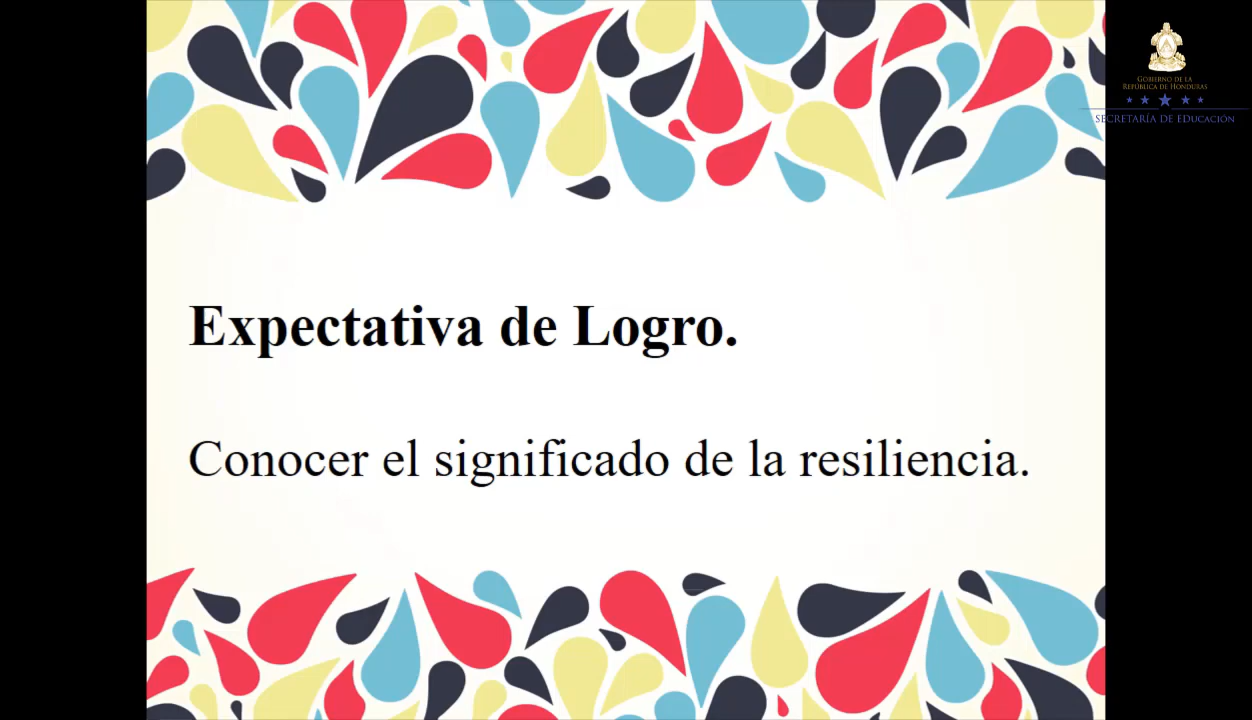 GOBIERNO DE LA
REPÚBLICA DE HONDURAS
SECRETARÍA DE EDUCACIÓN
Expectativa de Logro.
Conocer el significado de la resiliencia.